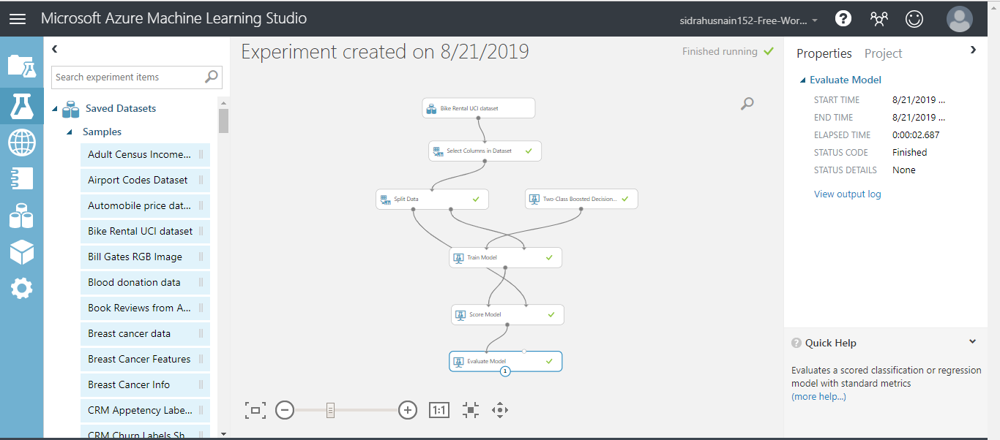 Microsoft Azure Machine Learning Studio
sidrahusnain152-Free-Wor...
Experiment created on 8/21/2019
Finished running
Search experiment items
Saved Datasets
Samples
Adult Census Income...
Airport Codes Dataset
Automobile price dat...
Bike Rental UCI dataset
Bill Gates RGB Image
Blood donation data
Book Reviews from A...
Breast cancer data
Breast Cancer Features
Breast Cancer Info
CRM Appetency Labe...
CRM Churn Labels Sh...
Bike Rental UCI dataset
Select Columns in Dataset
Split Data
Two-Class Boosted Decision...
Train Model
Score Model
Evaluate Model
1
1:1
Properties Project
Evaluate Model
START TIME 8/21/2019 ...
END TIME 8/21/2019 ...
ELAPSED TIME 0:00:02.687
STATUS CODE Finished
STATUS DETAILS None
View output log
? Quick Help
Evaluates a scored classification or regression
model with standard metrics
(more help...)